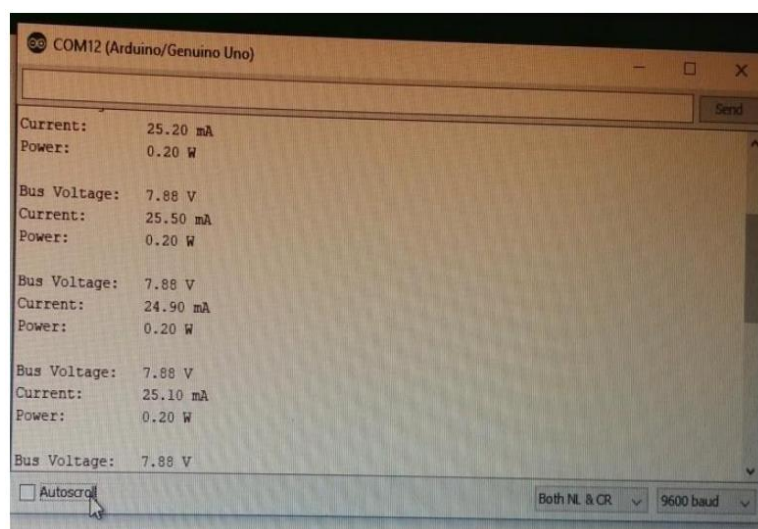 COM12 (Arduino/Genuino Uno)
Send
Current: 25.20 mA
Power: 0.20 W
Bus Voltage: 7.88 V
Current: 25.50 mA
Power: 0.20 W
Bus Voltage: 7.88 V
Current: 24.90 mA
Power: 0.20 W
Bus Voltage: 7.88 V
Current: 25.10 mA
Power: 0.20 W
Bus Voltage: 7.88 V
Autoscroll Both NL & CR 9600 baud